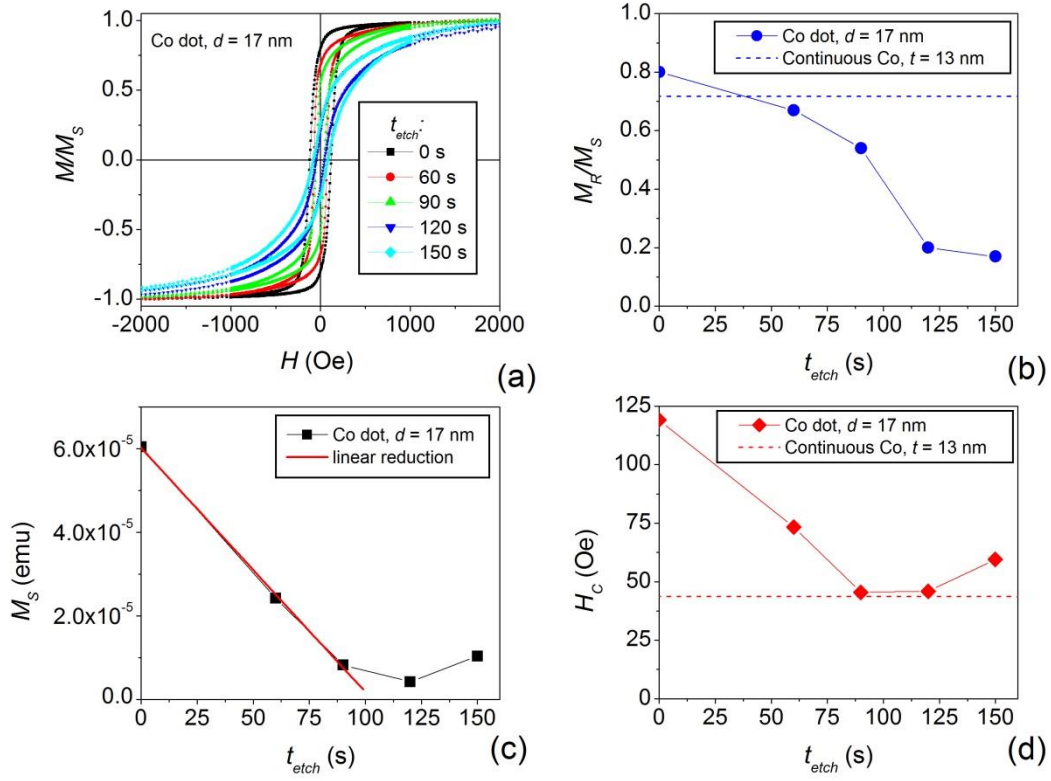 Co dot, d = 17 nm
t_etch:
0 s
60 s
90 s
120 s
150 s
1.0
0.5
0.0
-0.5
-1.0
M/M_S
-2000 -1000 0 1000 2000
H (Oe)
(a)
Co dot, d = 17 nm
Continuous Co, t = 13 nm
1.0
0.8
0.6
0.4
0.2
0.0
M_R/M_S
0 25 50 75 100 125 150
t_etch (s)
(b)
Co dot, d = 17 nm
linear reduction
6.0x10⁻⁵
4.0x10⁻⁵
2.0x10⁻⁵
0.0
M_S (emu)
0 25 50 75 100 125 150
t_etch (s)
(c)
Co dot, d = 17 nm
Continuous Co, t = 13 nm
125
100
75
50
25
0
H_C (Oe)
0 25 50 75 100 125 150
t_etch (s)
(d)